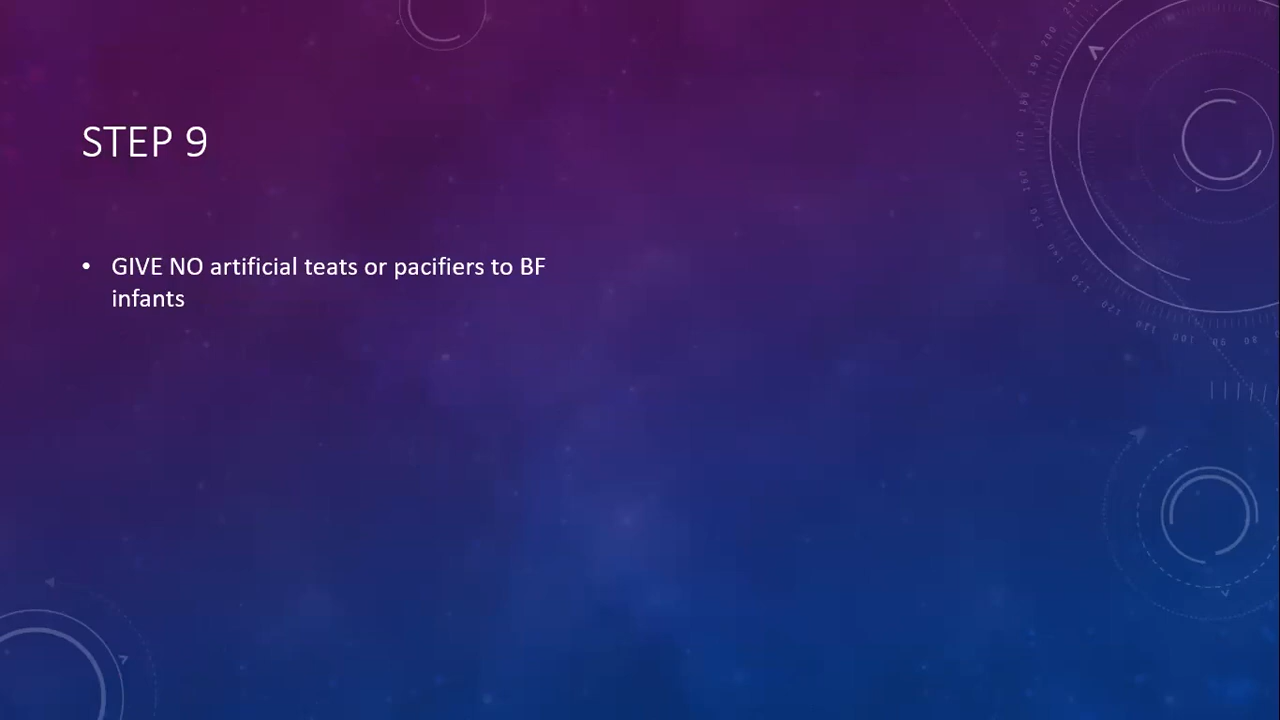 STEP 9
• GIVE NO artificial teats or pacifiers to BF
infants